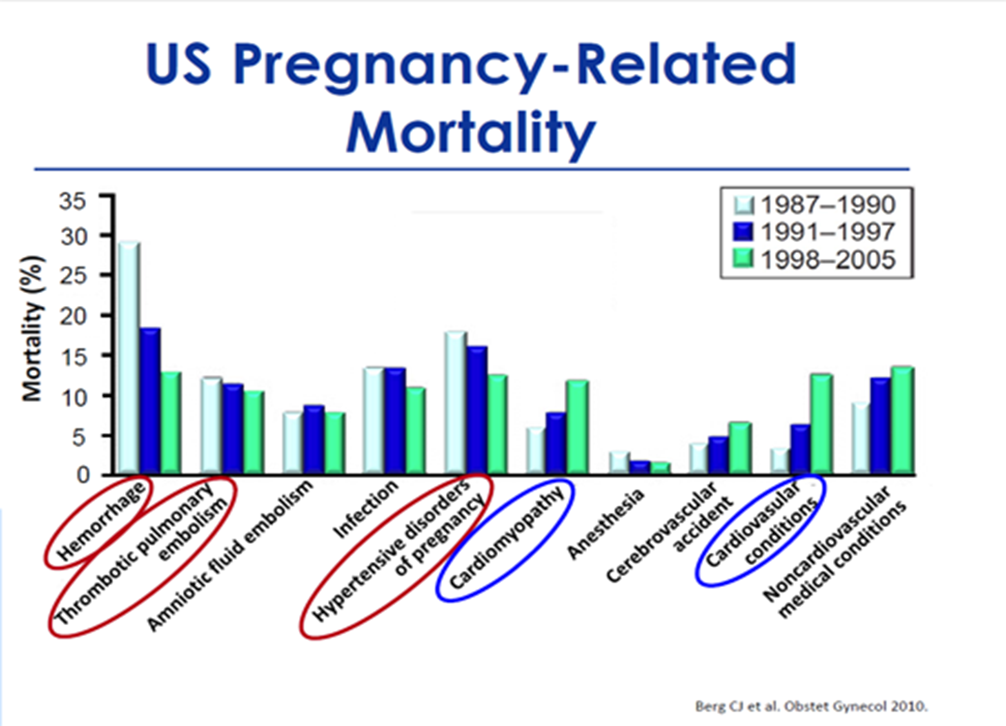 US Pregnancy-Related
Mortality
35
30
25
20
15
10
5
0
Mortality (%)
1987–1990
1991–1997
1998–2005
Hemorrhage
Thrombotic pulmonary
embolism
Amniotic fluid embolism
Infection
Hypertensive disorders
of pregnancy
Cardiomyopathy
Anesthesia
Cerebrovascular
accident
Cardiovasular
conditions
Noncardiovascular
medical conditions
Berg CJ et al. Obstet Gynecol 2010.